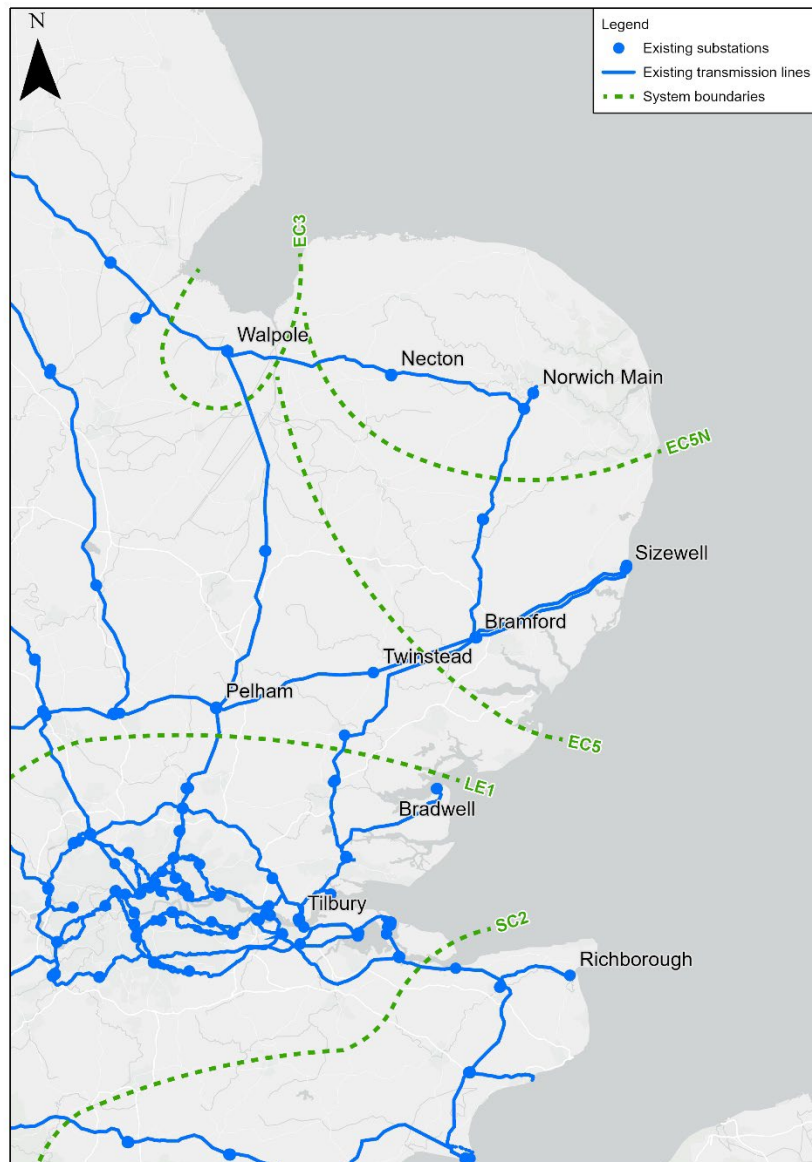 N
Legend
Existing substations
Existing transmission lines
System boundaries
EC3
Walpole
Necton
Norwich Main
EC5N
Sizewell
Bramford
Twinstead
Pelham
EC5
LE1
Bradwell
Tilbury
SC2
Richborough